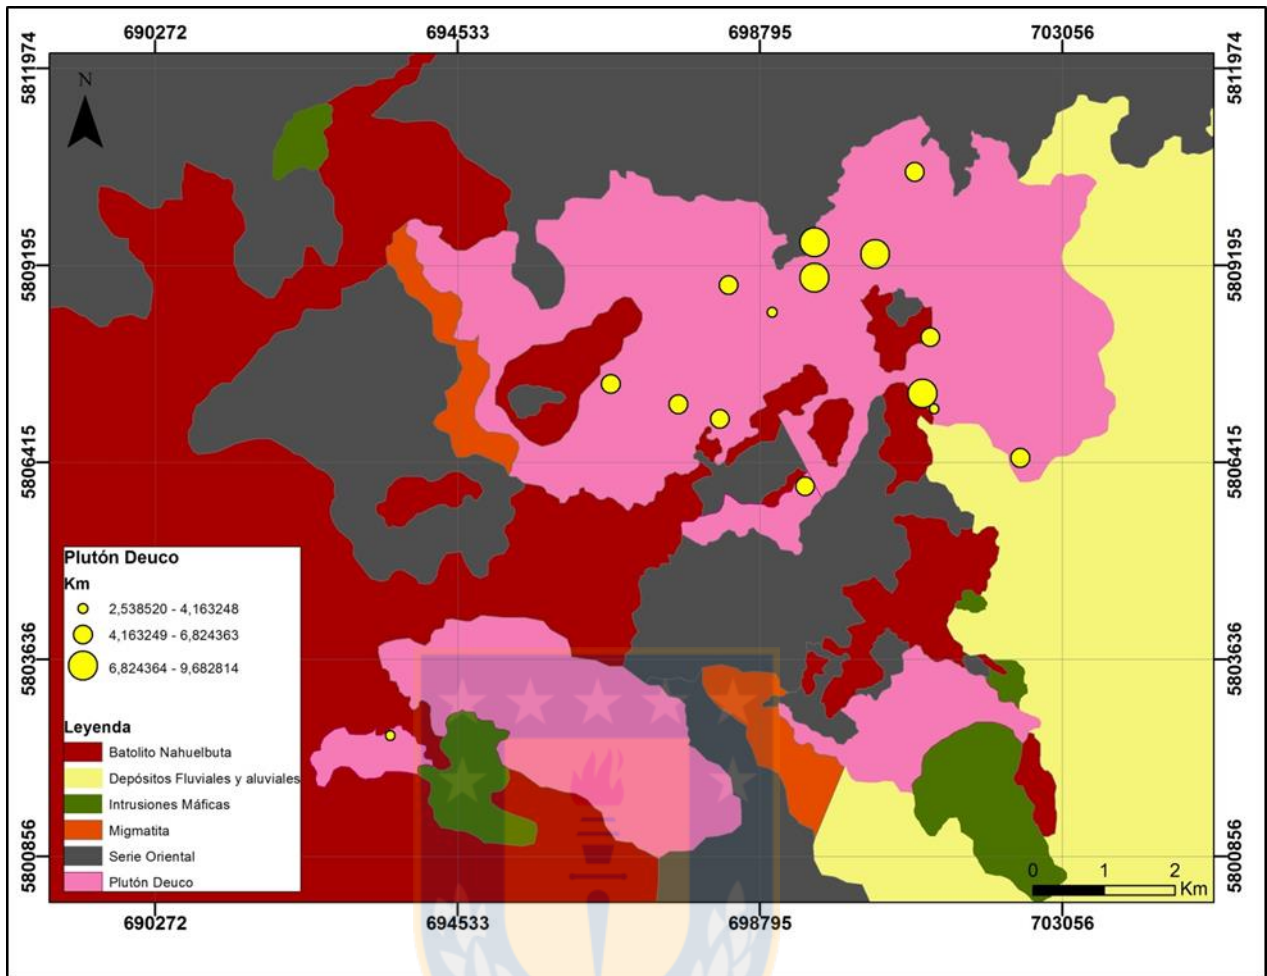 690272 694533 698795 703056
5811974 5811974
N
5809195 5809195
5806415 5806415
Plutón Deuco
Km
2,538520 - 4,163248
4,163249 - 6,824363
6,824364 - 9,682814
5803636 5803636
Leyenda
Batolito Nahuelbuta
Depósitos Fluviales y aluviales
Intrusiones Máficas
Migmatita
Serie Oriental
Plutón Deuco
5800856 5800856
0 1 2
Km
690272 694533 698795 703056